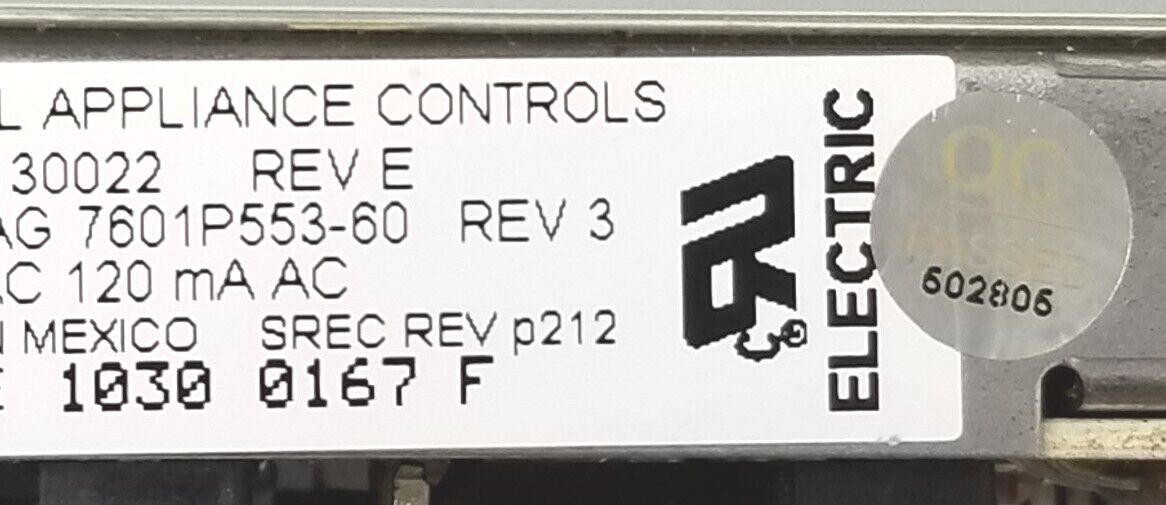 L APPLIANCE CONTROLS
30022 REV E
AG 7601P553-60 REV 3
AC 120 mA AC
N MEXICO SREC REV p212
E 1030 0167 F
ELECTRIC
QC
PASSED
602806